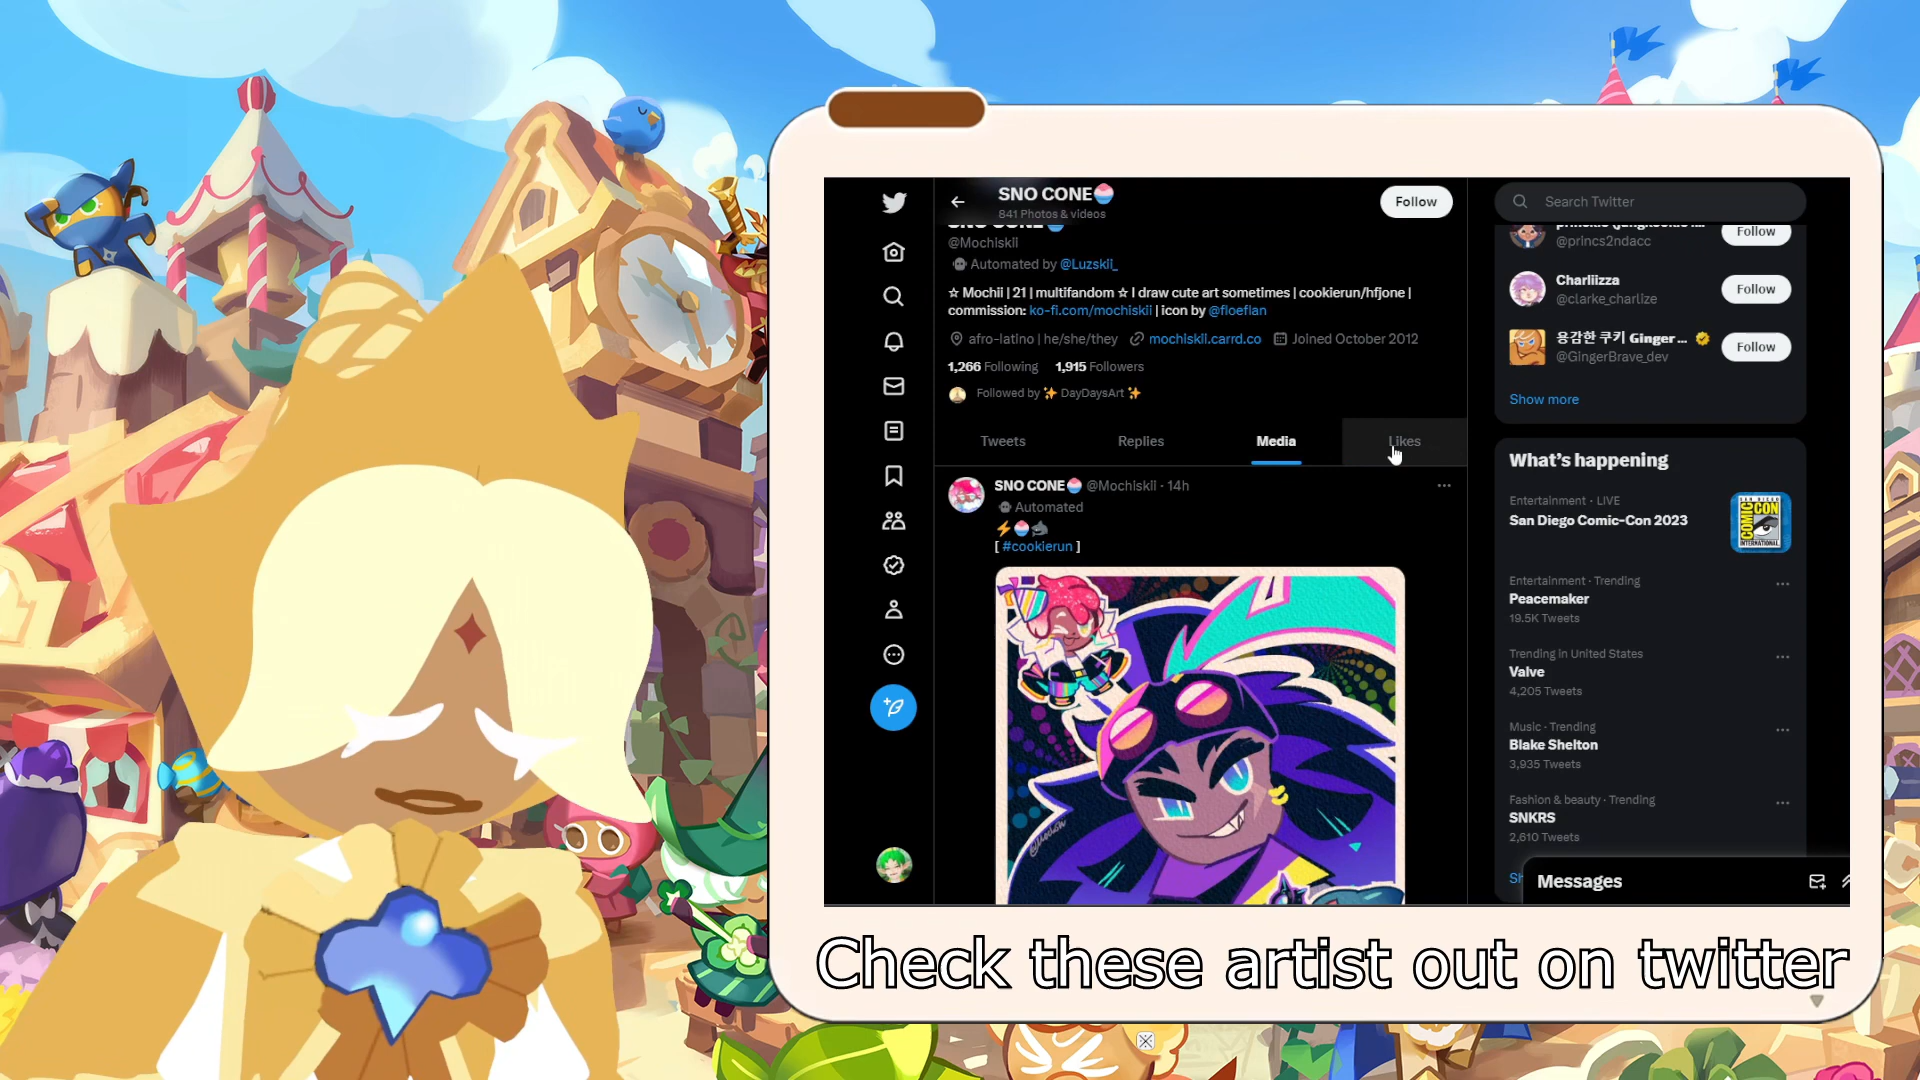 SNO CONE
841 Photos & videos
Follow
SNO CONE
@Mochiskii
Automated by @Luzskii_
☆ Mochii | 21 | multifandom ☆ I draw cute art sometimes | cookierun/hfjone |
commission: ko-fi.com/mochiskii | icon by @floeflan
afro-latino | he/she/they mochiskii.carrd.co Joined October 2012
1,266 Following 1,915 Followers
Followed by ✨ DayDaysArt ✨
Tweets Replies Media Likes
SNO CONE @Mochiskii · 14h
Automated
[ #cookierun ]
Search Twitter
@princs2ndacc
Follow
Charliizza
@clarke_charlize
Follow
용감한 쿠키 Ginger...
@GingerBrave_dev
Follow
Show more
What's happening
Entertainment · LIVE
San Diego Comic-Con 2023
COMIC CON
INTERNATIONAL
Entertainment · Trending
Peacemaker
19.5K Tweets
Trending in United States
Valve
4,205 Tweets
Music · Trending
Blake Shelton
3,935 Tweets
Fashion & beauty · Trending
SNKRS
2,610 Tweets
Messages
Check these artist out on twitter